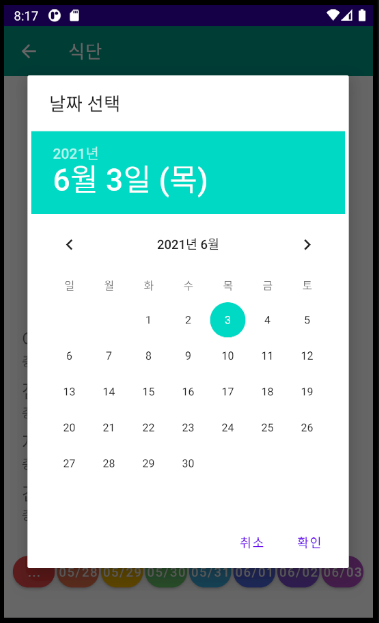 8:17
식단
날짜 선택
2021년
6월 3일 (목)
2021년 6월
일 월 화 수 목 금 토
1 2 3 4 5
6 7 8 9 10 11 12
13 14 15 16 17 18 19
20 21 22 23 24 25 26
27 28 29 30
취소 확인
... 05/28 05/29 05/30 05/31 06/01 06/02 06/03